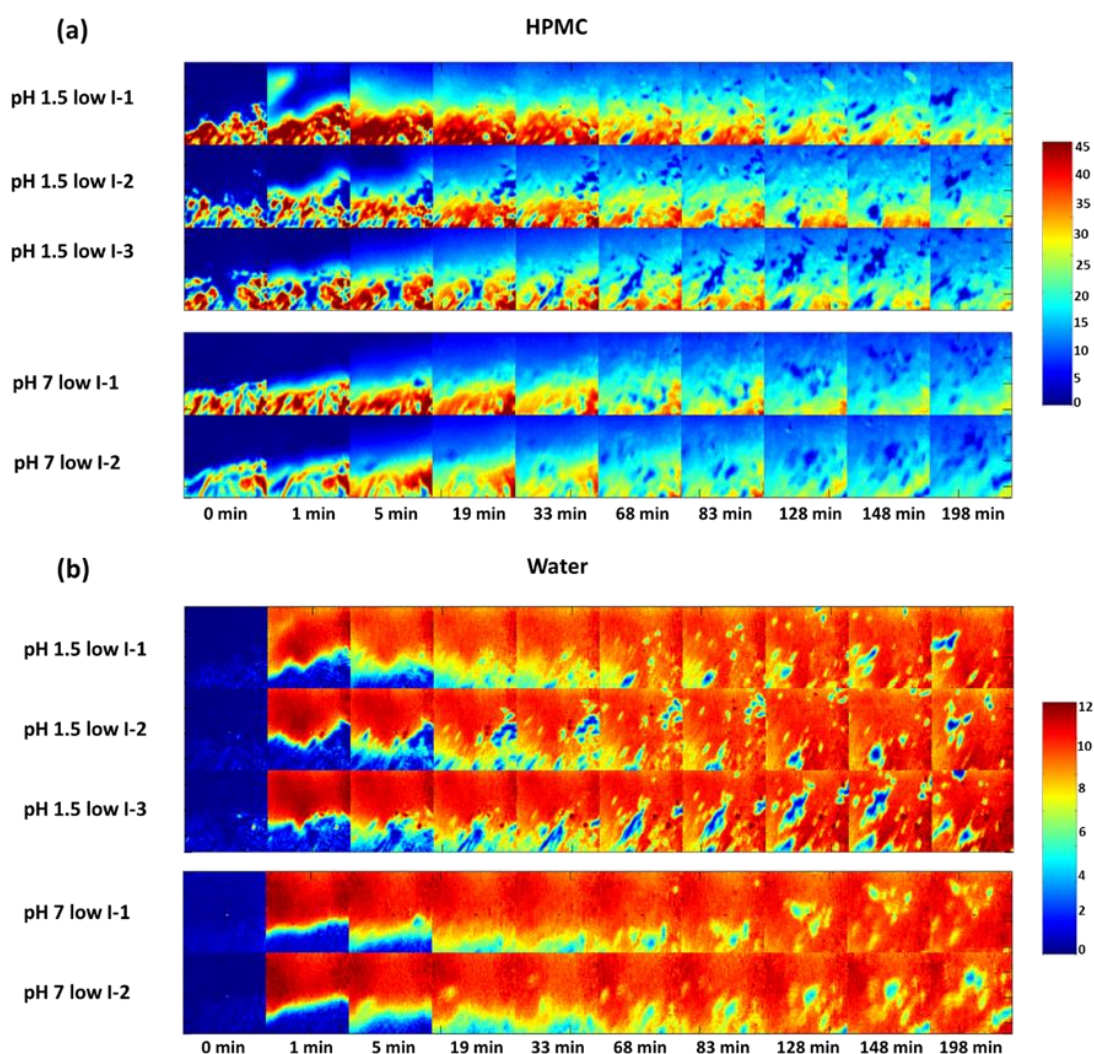 (a)
HPMC
pH 1.5 low I-1
pH 1.5 low I-2
pH 1.5 low I-3
pH 7 low I-1
pH 7 low I-2
0 min 1 min 5 min 19 min 33 min 68 min 83 min 128 min 148 min 198 min
45
40
35
30
25
20
15
10
5
0
(b)
Water
pH 1.5 low I-1
pH 1.5 low I-2
pH 1.5 low I-3
pH 7 low I-1
pH 7 low I-2
0 min 1 min 5 min 19 min 33 min 68 min 83 min 128 min 148 min 198 min
12
10
8
6
4
2
0